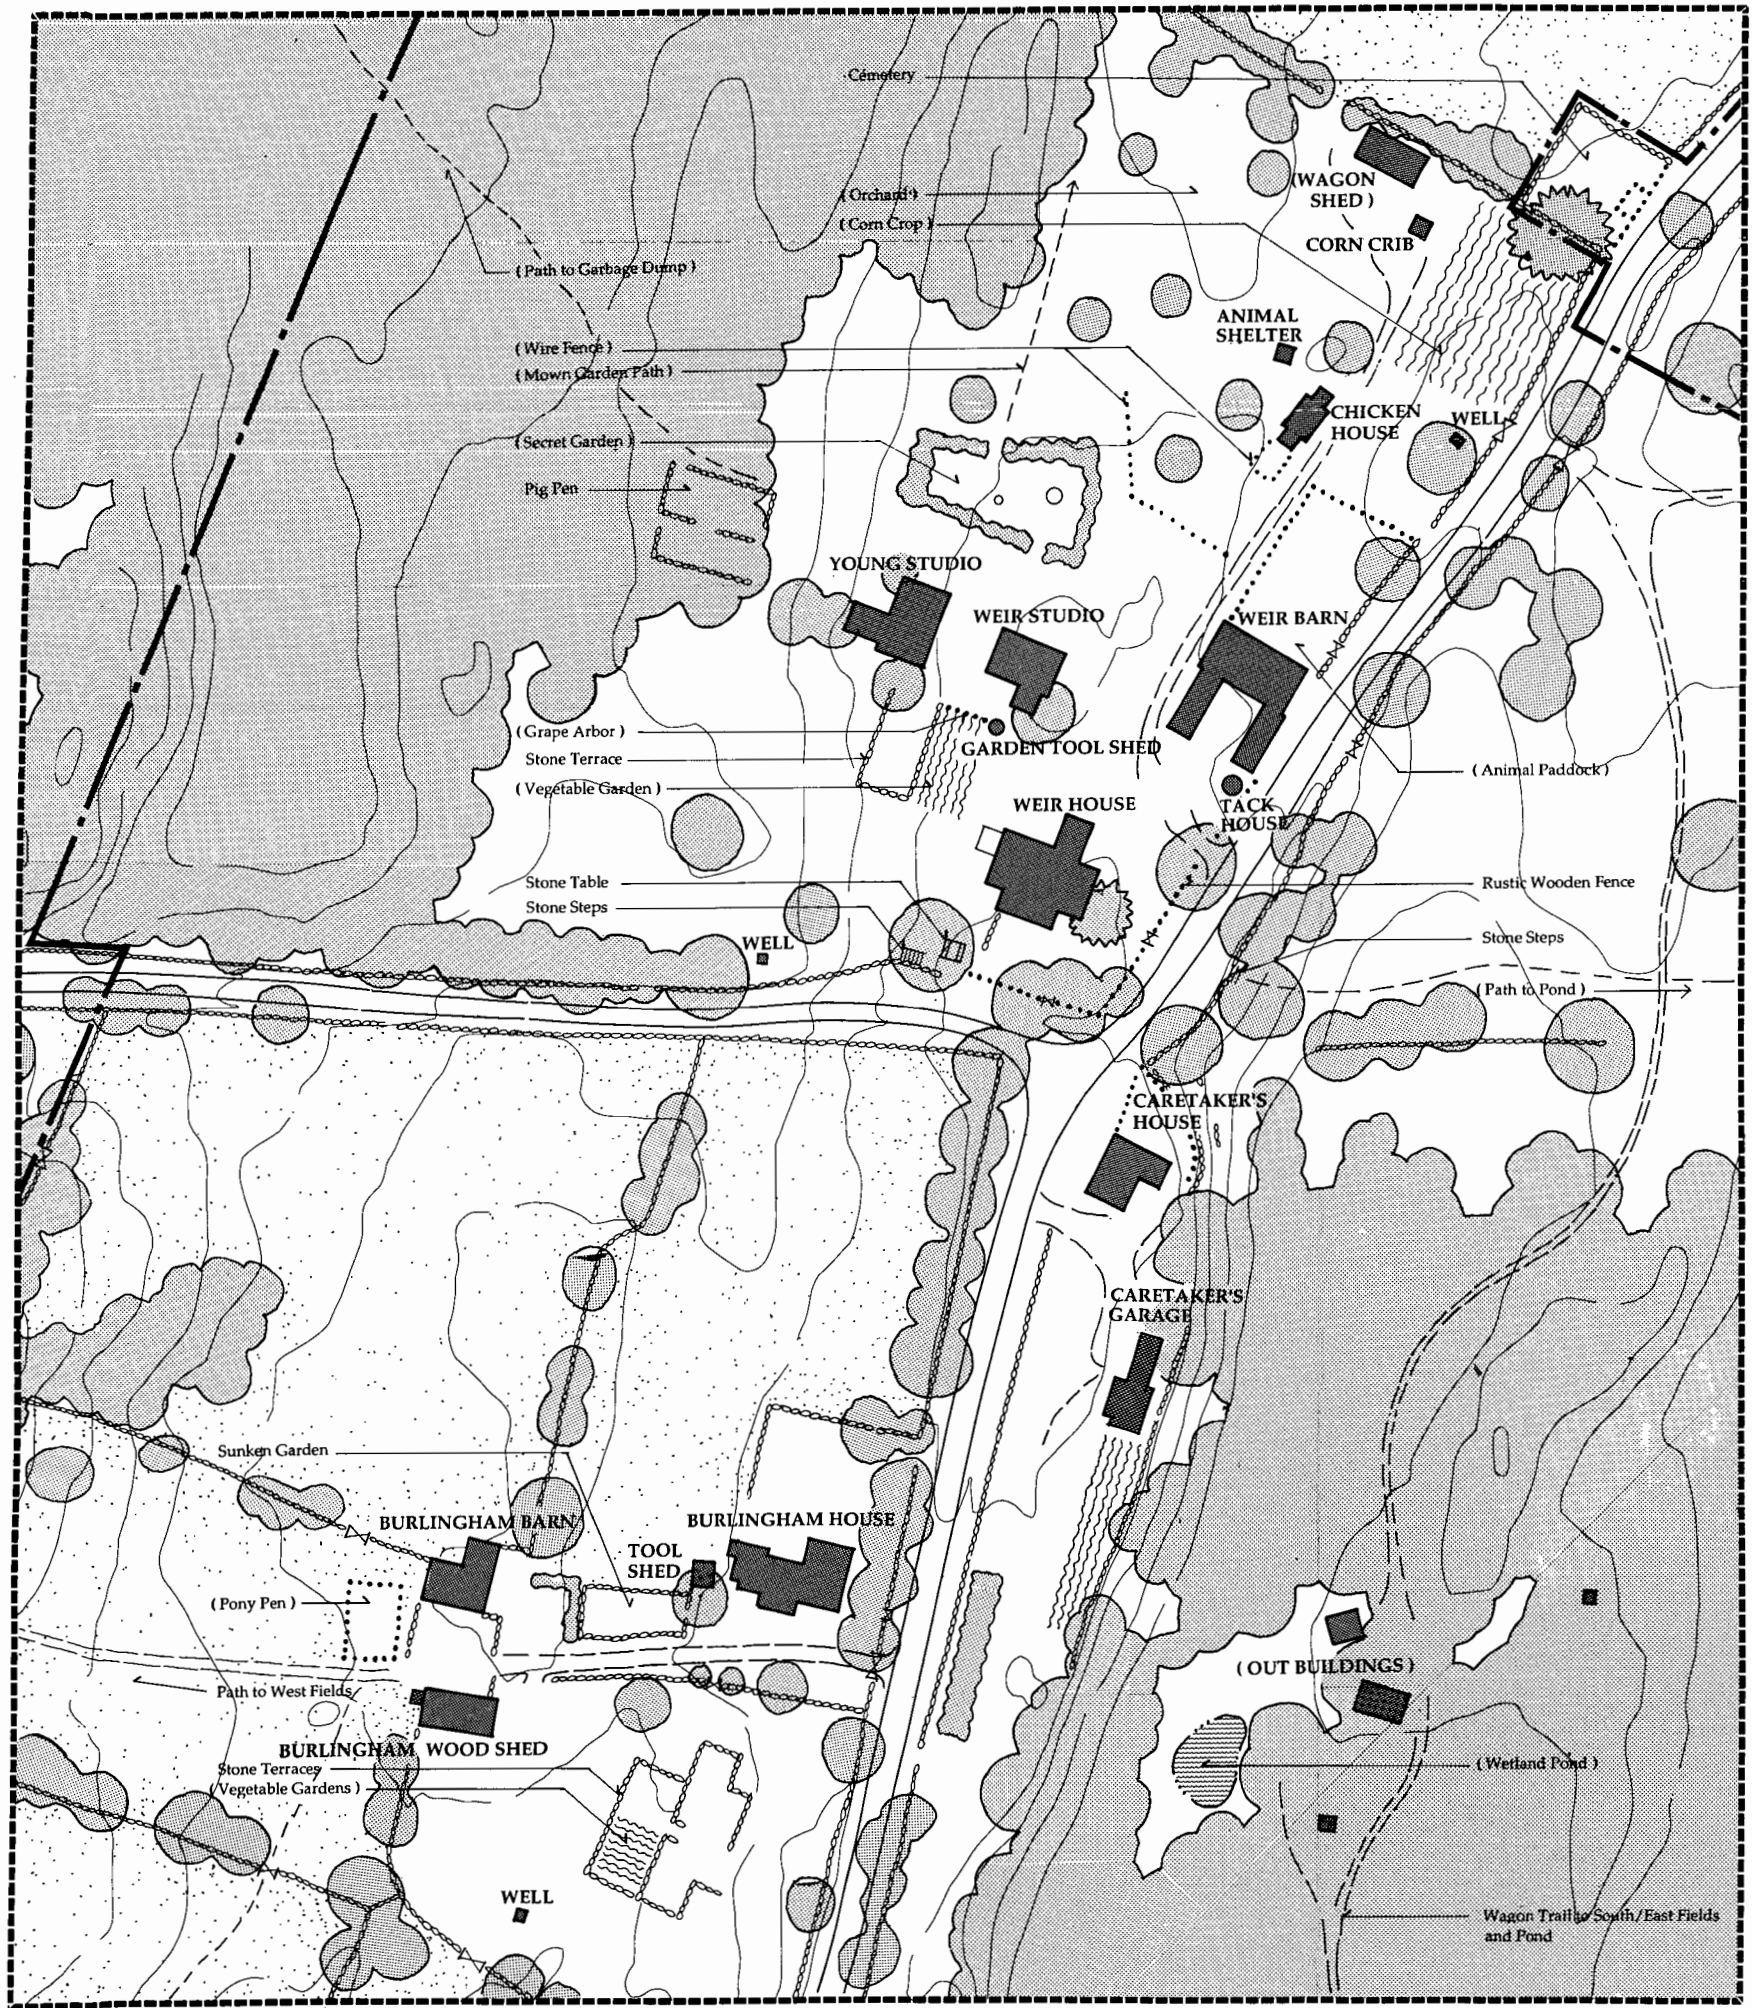 Cemetery
( Orchard )
(WAGON
SHED )
( Corn Crop )
CORN CRIB
( Path to Garbage Dump )
ANIMAL
SHELTER
( Wire Fence )
( Mown Garden Path )
CHICKEN
HOUSE
WELL
( Secret Garden )
Pig Pen
YOUNG STUDIO
WEIR STUDIO
WEIR BARN
( Grape Arbor )
GARDEN TOOL SHED
Stone Terrace
( Animal Paddock )
( Vegetable Garden )
WEIR HOUSE
TACK
HOUSE
Stone Table
Rustic Wooden Fence
Stone Steps
WELL
Stone Steps
( Path to Pond )
CARETAKER'S
HOUSE
CARETAKER'S
GARAGE
Sunken Garden
BURLINGHAM BARN
BURLINGHAM HOUSE
TOOL
SHED
( Pony Pen )
( OUT BUILDINGS )
Path to West Fields
BURLINGHAM WOOD SHED
Stone Terraces
( Vegetable Gardens )
( Wetland Pond )
WELL
Wagon Trail to South/East Fields
and Pond